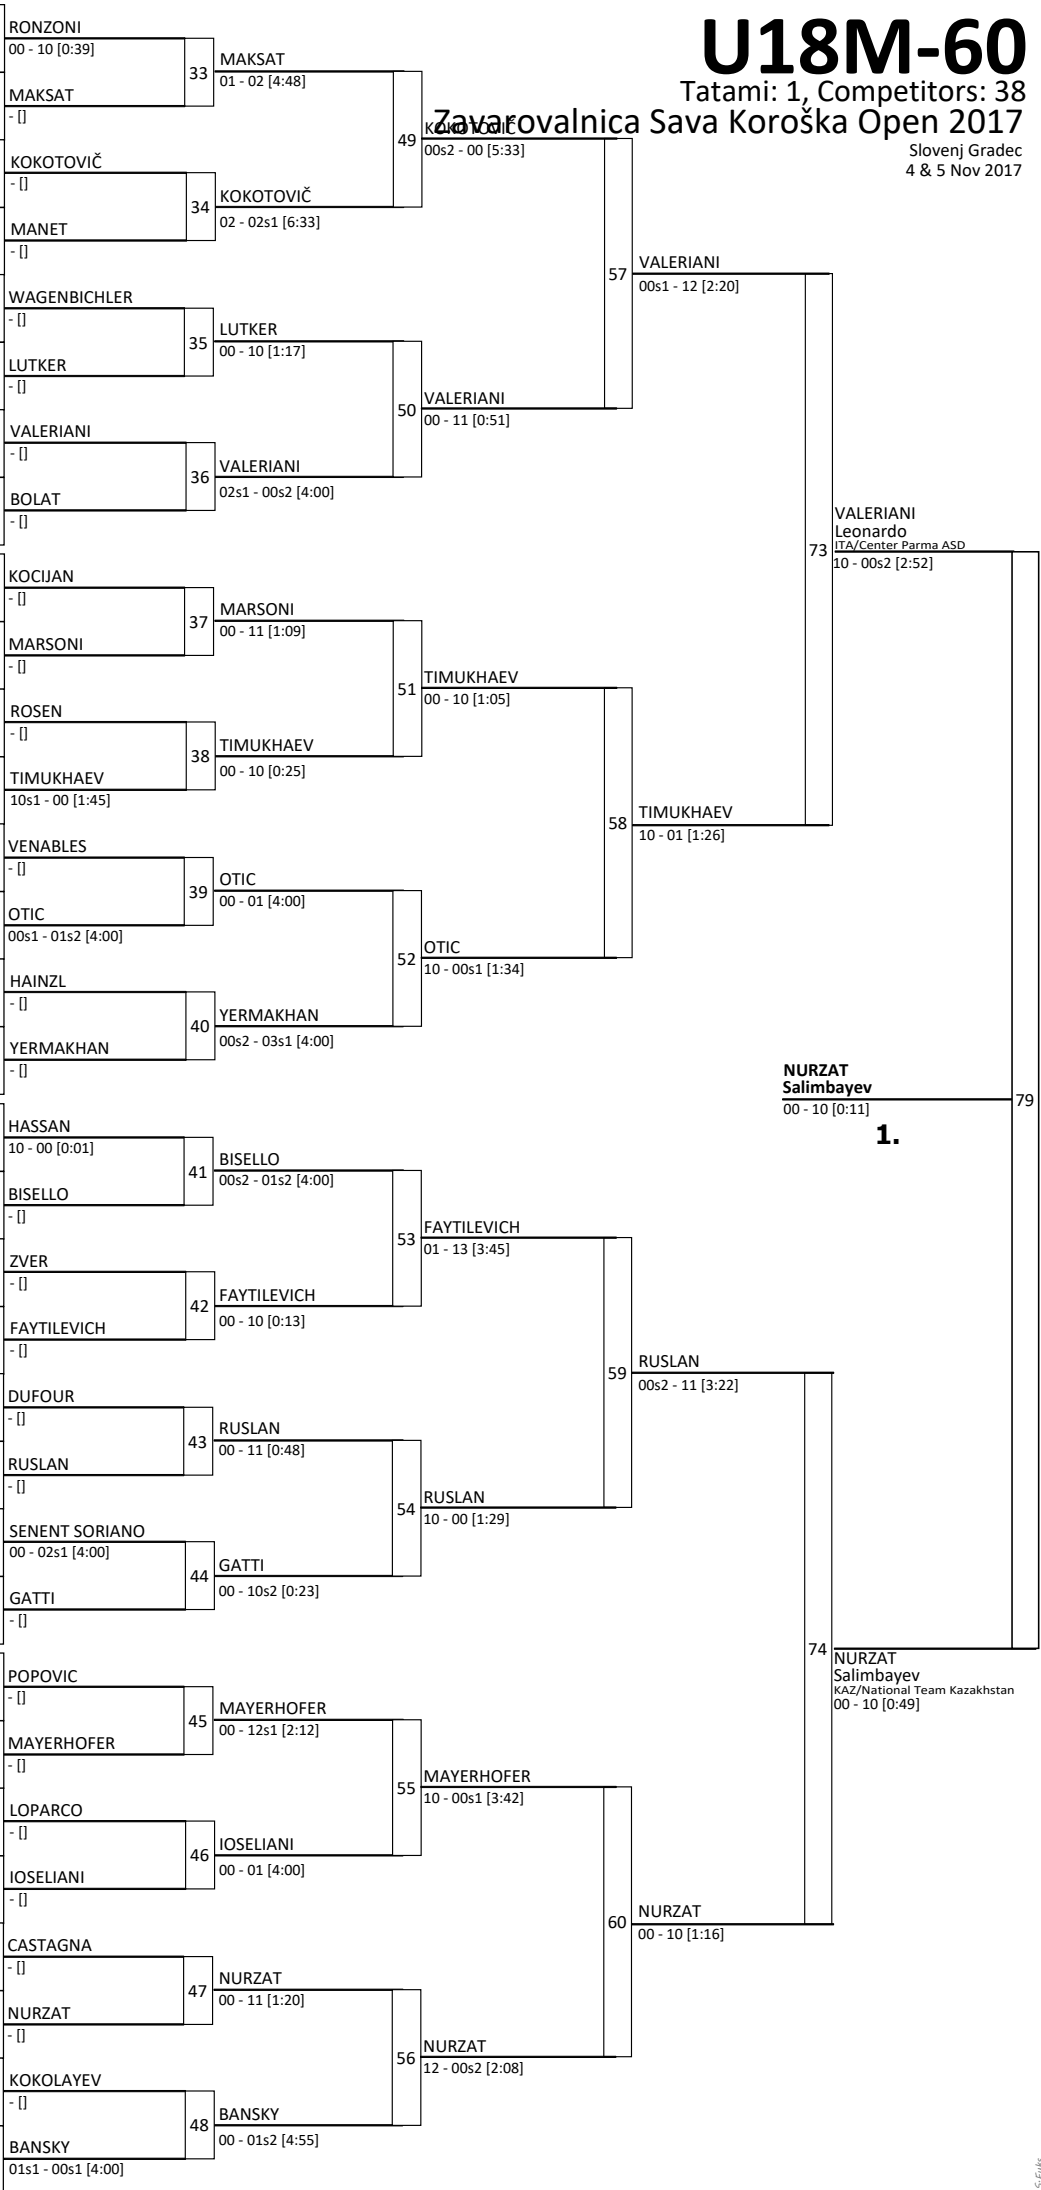 U18M-60
Tatami: 1, Competitors: 38
Zavarovalnica Sava Koroška Open 2017
Slovenj Gradec
4 & 5 Nov 2017
RONZONI
00 - 10 [0:39]
33
MAKSAT
- []
MAKSAT
01 - 02 [4:48]
49
KOKOTOVIČ
- []
34
MANET
- []
KOKOTOVIČ
02 - 02s1 [6:33]
KOKOTOVIČ
00s2 - 00 [5:33]
57
WAGENBICHLER
- []
35
LUTKER
- []
LUTKER
00 - 10 [1:17]
50
VALERIANI
- []
36
BOLAT
- []
VALERIANI
02s1 - 00s2 [4:00]
VALERIANI
00 - 11 [0:51]
VALERIANI
00s1 - 12 [2:20]
73
KOCIJAN
- []
37
MARSONI
- []
MARSONI
00 - 11 [1:09]
51
ROSEN
- []
38
TIMUKHAEV
10s1 - 00 [1:45]
TIMUKHAEV
00 - 10 [0:25]
TIMUKHAEV
00 - 10 [1:05]
58
VENABLES
- []
39
OTIC
00s1 - 01s2 [4:00]
OTIC
00 - 01 [4:00]
52
HAINZL
- []
40
YERMAKHAN
- []
YERMAKHAN
00s2 - 03s1 [4:00]
OTIC
10 - 00s1 [1:34]
TIMUKHAEV
10 - 01 [1:26]
VALERIANI
Leonardo
ITA/Center Parma ASD
10 - 00s2 [2:52]
NURZAT
Salimbayev
00 - 10 [0:11]
1.
79
HASSAN
10 - 00 [0:01]
41
BISELLO
- []
BISELLO
00s2 - 01s2 [4:00]
53
ZVER
- []
42
FAYTILEVICH
- []
FAYTILEVICH
00 - 10 [0:13]
FAYTILEVICH
01 - 13 [3:45]
59
DUFOUR
- []
43
RUSLAN
- []
RUSLAN
00 - 11 [0:48]
54
SENENT SORIANO
00 - 02s1 [4:00]
44
GATTI
- []
GATTI
00 - 10s2 [0:23]
RUSLAN
10 - 00 [1:29]
RUSLAN
00s2 - 11 [3:22]
74
POPOVIC
- []
45
MAYERHOFER
- []
MAYERHOFER
00 - 12s1 [2:12]
55
LOPARCO
- []
46
IOSELIANI
- []
IOSELIANI
00 - 01 [4:00]
MAYERHOFER
10 - 00s1 [3:42]
60
CASTAGNA
- []
47
NURZAT
- []
NURZAT
00 - 11 [1:20]
56
KOKOLAYEV
- []
48
BANSKY
01s1 - 00s1 [4:00]
BANSKY
00 - 01s2 [4:55]
NURZAT
12 - 00s2 [2:08]
NURZAT
00 - 10 [1:16]
NURZAT
Salimbayev
KAZ/National Team Kazakhstan
00 - 10 [0:49]